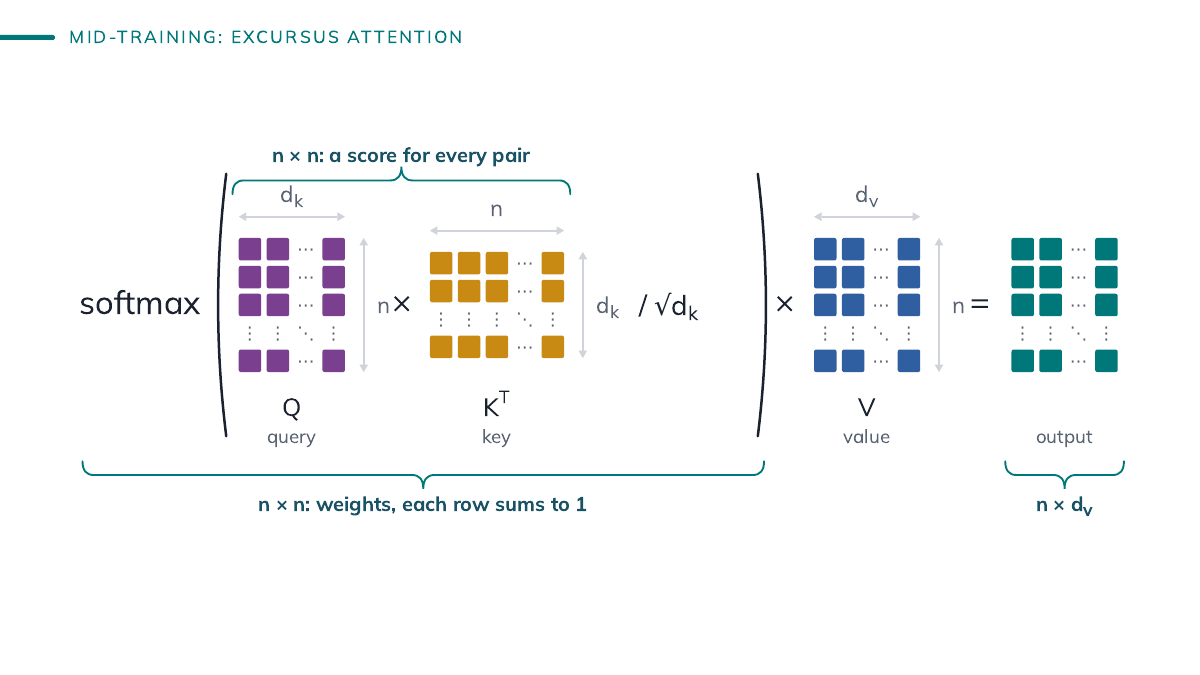 MID-TRAINING: EXCURSUS ATTENTION
n × n: a score for every pair
dk
n
dv
softmax
n
×
dk
/ √dk
×
n
=
Q
KT
V
query
key
value
output
n × n: weights, each row sums to 1
n × dv